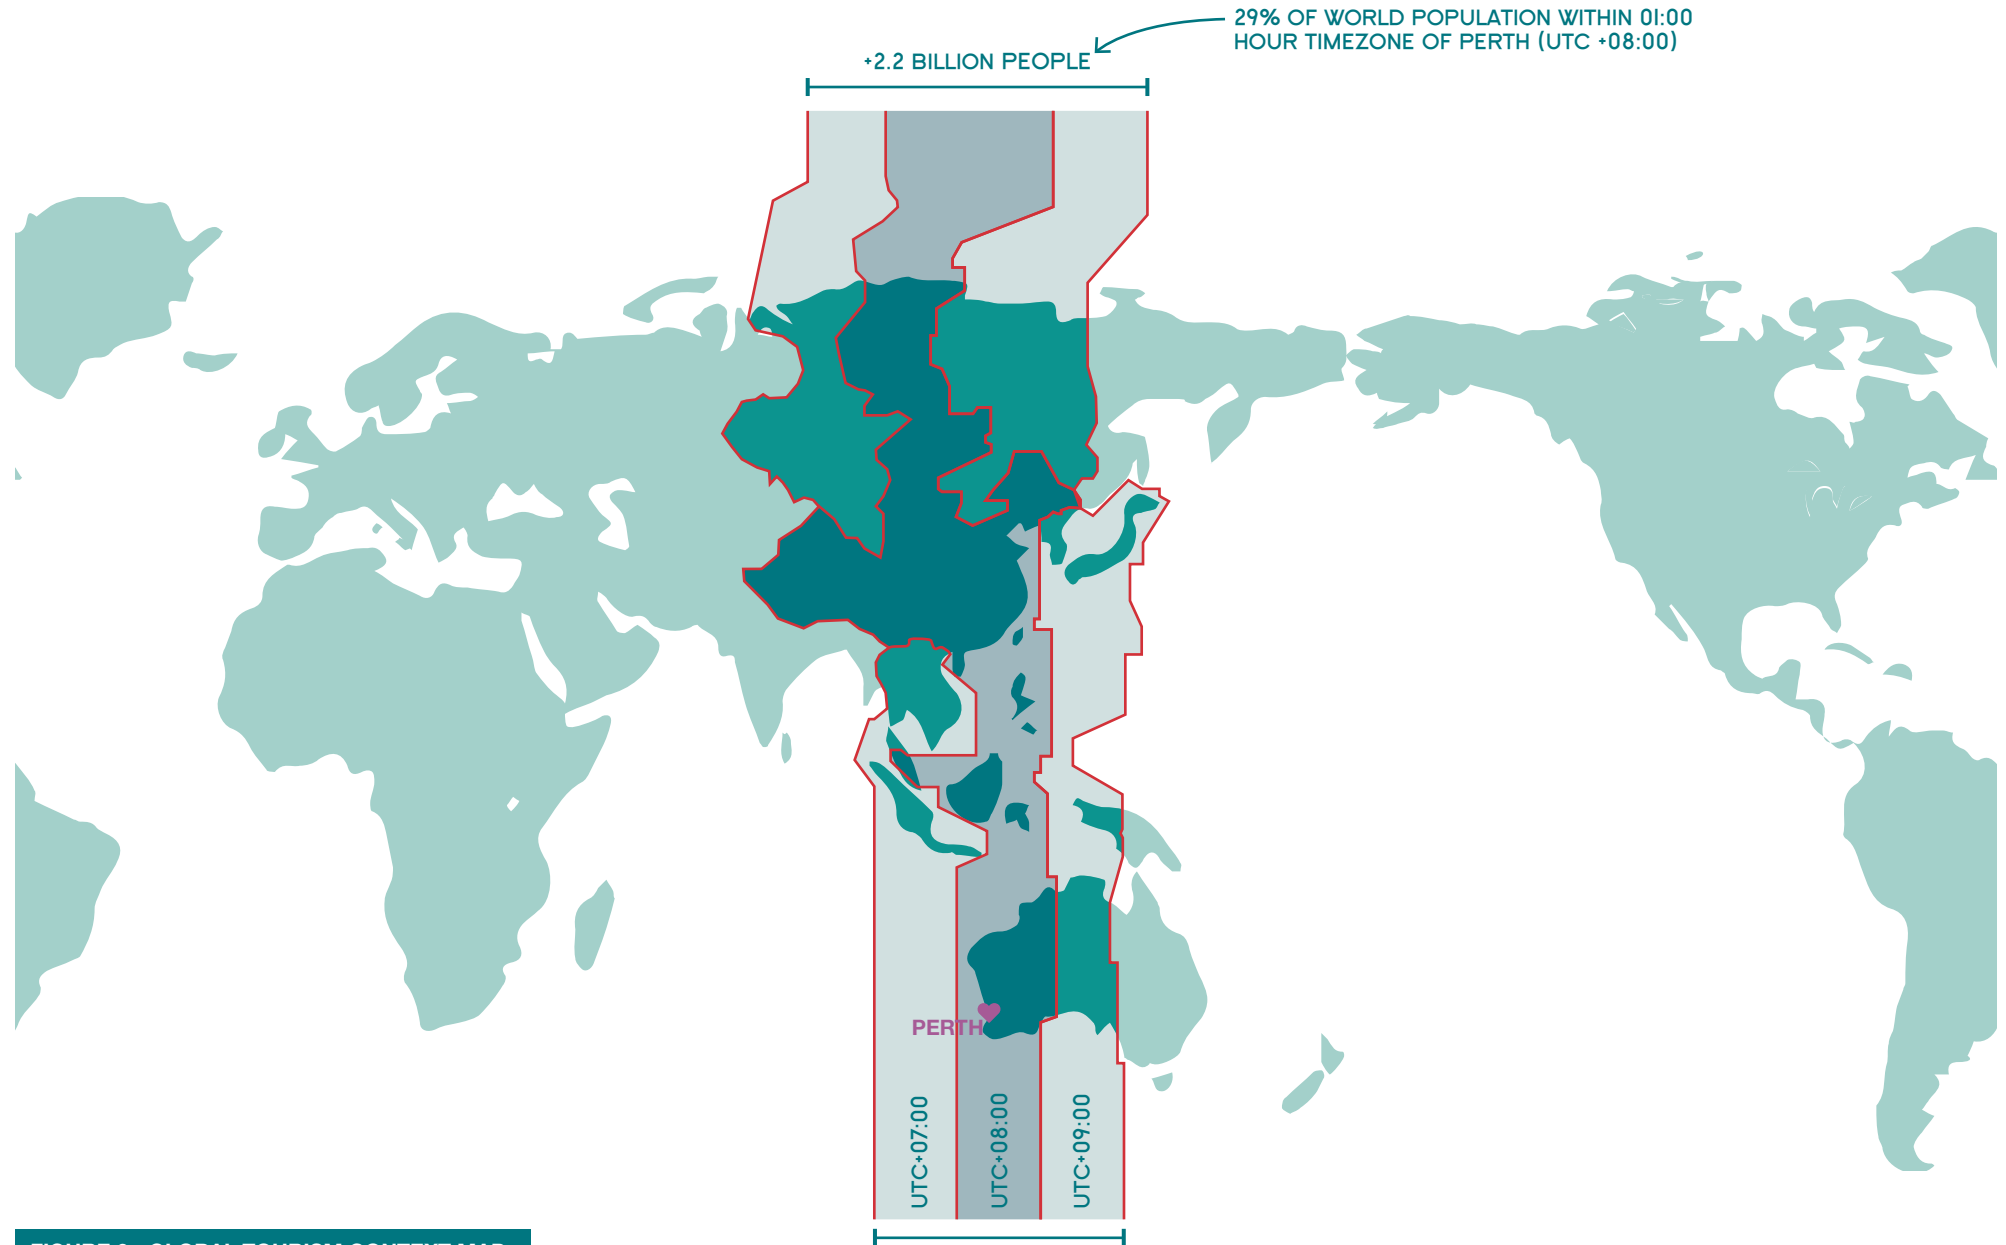 29% OF WORLD POPULATION WITHIN 01:00
HOUR TIMEZONE OF PERTH (UTC +08:00)
+2.2 BILLION PEOPLE
PERTH
UTC+07:00
UTC+08:00
UTC+09:00